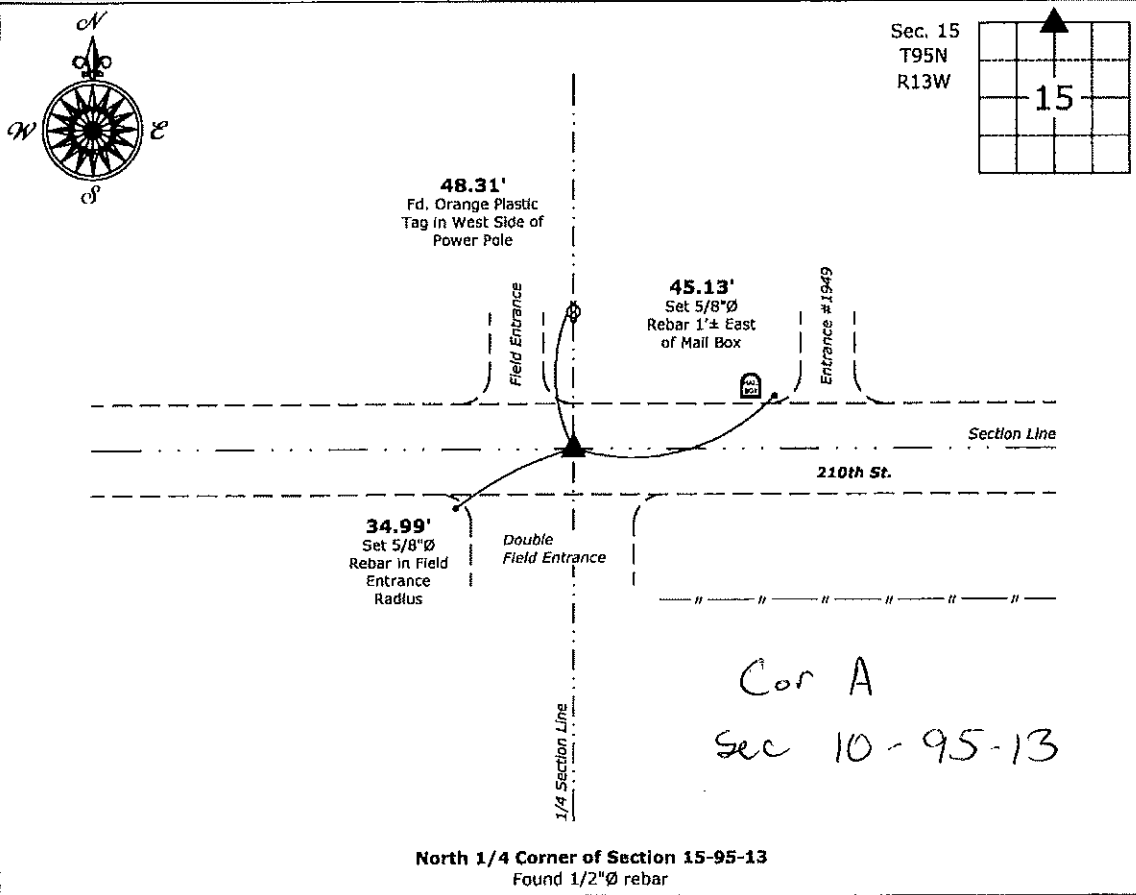 N
W
E
S
Sec. 15
T95N
R13W
15
48.31'
Fd. Orange Plastic
Tag in West Side of
Power Pole
Field Entrance
45.13'
Set 5/8"Ø
Rebar 1'± East
of Mail Box
MAIL
BOX
Entrance #1949
Section Line
210th St.
34.99'
Set 5/8"Ø
Rebar in Field
Entrance
Radius
Double
Field Entrance
1/4 Section Line
Cor A
Sec 10-95-13
North 1/4 Corner of Section 15-95-13
Found 1/2"Ø rebar